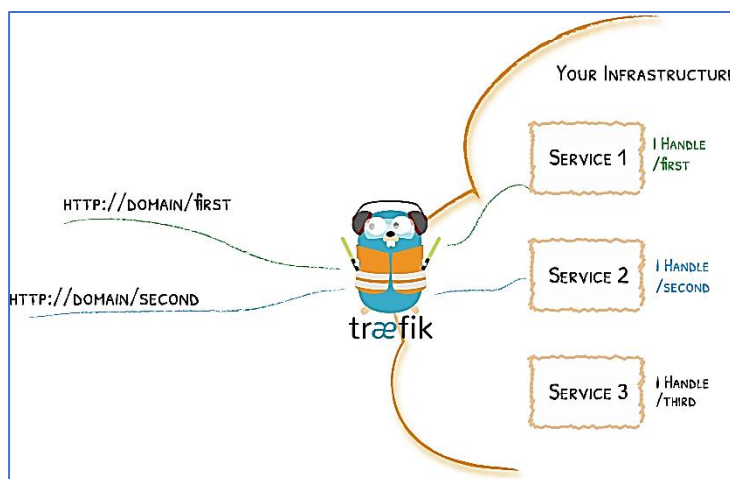 YOUR INFRASTRUCTURE
SERVICE 1
I HANDLE
/FIRST
HTTP://DOMAIN/FIRST
SERVICE 2
I HANDLE
/SECOND
HTTP://DOMAIN/SECOND
træfik
SERVICE 3
I HANDLE
/THIRD